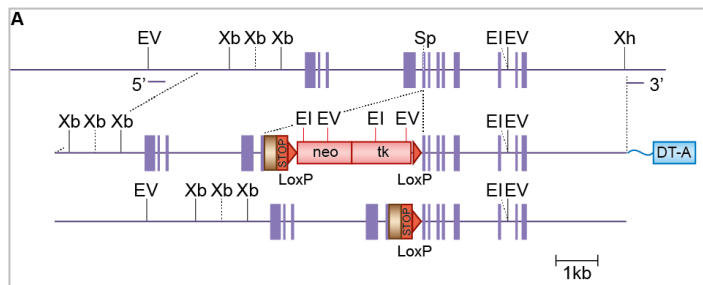 A
EV Xb Xb Xb Sp EI EV Xh
5' 3'
Xb Xb Xb EI EV EI EV EI EV
STOP neo tk DT-A
LoxP LoxP
EV Xb Xb Xb EI EV
STOP
LoxP
1kb